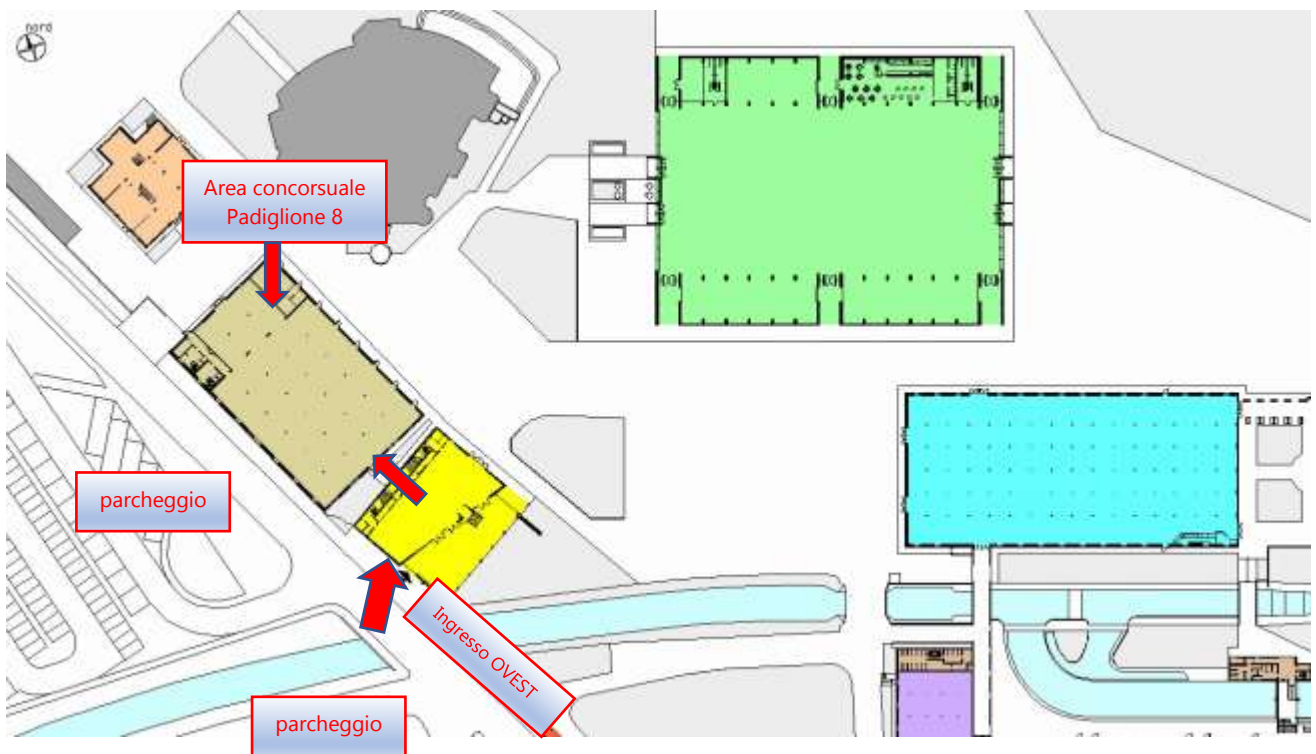 nord
Area concorsuale
Padiglione 8
parcheggio
Ingresso OVEST
parcheggio